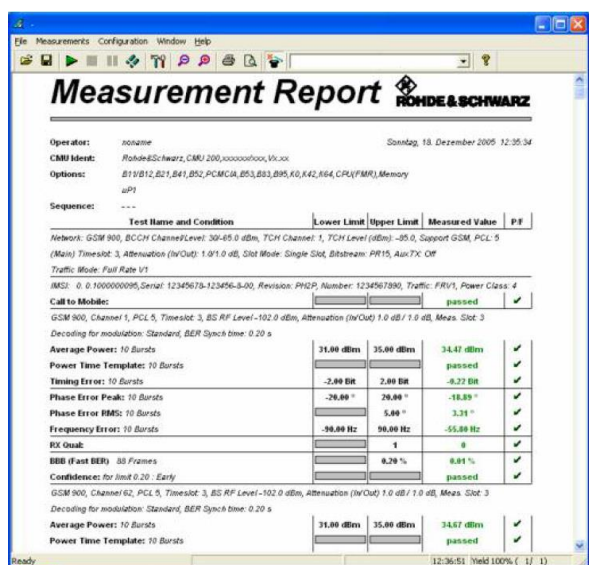 File Measurements Configuration Window Help
Measurement Report ROHDE & SCHWARZ
Operator: noname Sonntag, 18. Dezember 2005 12:35:34
CMU Ident: Rohde&Schwarz, CMU 200,xxxxxx/xxx, Vx.xx
Options: B11/B12, B21, B41, B52, PCMCIA, B53, B83, B95, K0, K42, K64, CPU(FMR), Memory
uP1
Sequence: ---
Test Name and Condition Lower Limit Upper Limit Measured Value P/F
Network: GSM 900, BCCH Channel/Level: 30/-65.0 dBm, TCH Channel: 1, TCH Level (dBm): -85.0, Support GSM, PCL: 5
(Main) Timeslot: 3, Attenuation (In/Out): 1.0/1.0 dB, Slot Mode: Single Slot, Bitstream: PR15, Aux.TX: Off
Traffic Mode: Full Rate V1
IMSI: 0. 0.1000000095, Serial: 12345678-123456-8-00, Revision: PH2P, Number: 1234567890, Traffic: FRV1, Power Class: 4
Call to Mobile: passed ✔
GSM 900, Channel 1, PCL 5, Timeslot: 3, BS RF Level -102.0 dBm, Attenuation (In/Out) 1.0 dB / 1.0 dB, Meas. Slot: 3
Decoding for modulation: Standard, BER Synch time: 0.20 s
Average Power: 10 Bursts 31.00 dBm 35.00 dBm 34.47 dBm ✔
Power Time Template: 10 Bursts passed ✔
Timing Error: 10 Bursts -2.00 Bit 2.00 Bit -0.22 Bit ✔
Phase Error Peak: 10 Bursts -20.00 ° 20.00 ° -10.89 ° ✔
Phase Error RMS: 10 Bursts 5.00 ° 3.31 ° ✔
Frequency Error: 10 Bursts -90.00 Hz 90.00 Hz -55.80 Hz ✔
RX Qual: 1 0 ✔
BBB (Fast BER) 88 Frames 0.20 % 0.01 % ✔
Confidence: for limit 0.20 : Early passed ✔
GSM 900, Channel 62, PCL 5, Timeslot: 3, BS RF Level -102.0 dBm, Attenuation (In/Out) 1.0 dB / 1.0 dB, Meas. Slot: 3
Decoding for modulation: Standard, BER Synch time: 0.20 s
Average Power: 10 Bursts 31.00 dBm 35.00 dBm 34.67 dBm ✔
Power Time Template: 10 Bursts passed ✔
Ready 12:36:51 Yield 100% ( 1/ 1)